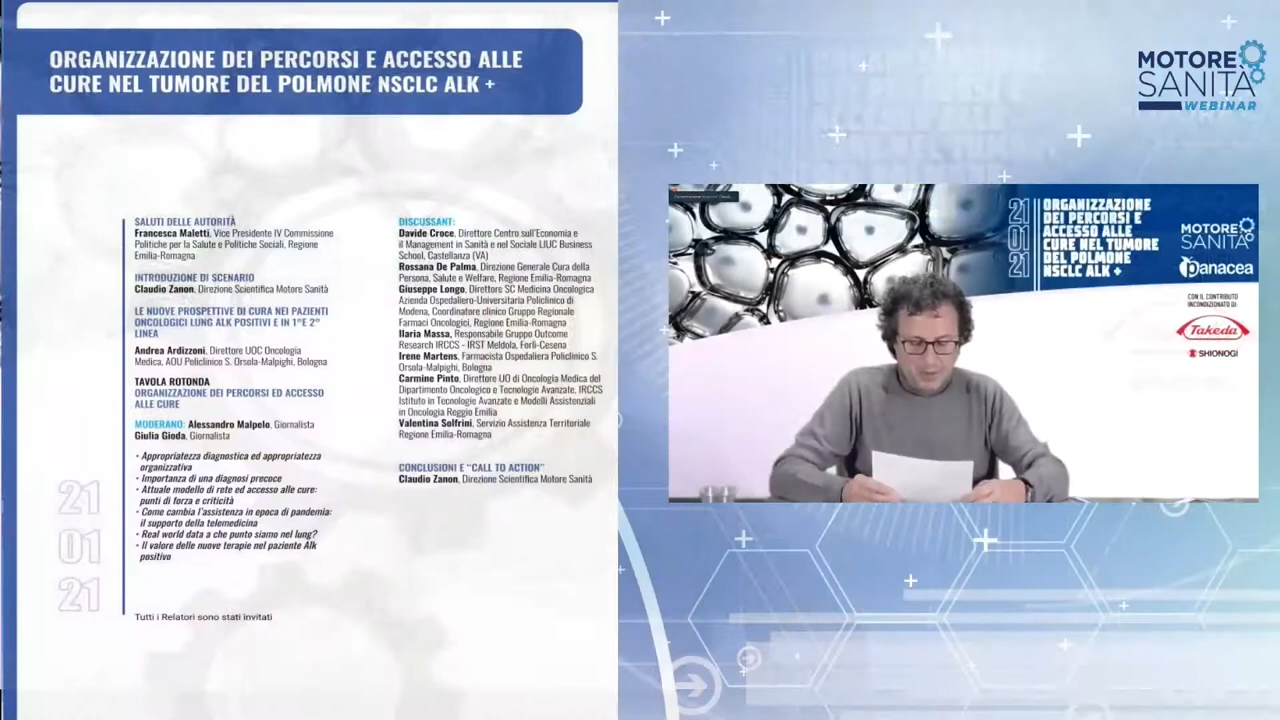 ORGANIZZAZIONE DEI PERCORSI E ACCESSO ALLE
CURE NEL TUMORE DEL POLMONE NSCLC ALK +
SALUTI DELLE AUTORITÀ
Francesca Maletti, Vice Presidente IV Commissione
Politiche per la Salute e Politiche Sociali, Regione
Emilia-Romagna
INTRODUZIONE DI SCENARIO
Claudio Zanon, Direzione Scientifica Motore Sanità
LE NUOVE PROSPETTIVE DI CURA NEI PAZIENTI
ONCOLOGICI LUNG ALK POSITIVI E IN 1°E 2°
LINEA
Andrea Ardizzoni, Direttore UOC Oncologia
Medica, AOU Policlinico S. Orsola-Malpighi, Bologna
TAVOLA ROTONDA
ORGANIZZAZIONE DEI PERCORSI ED ACCESSO
ALLE CURE
MODERANO: Alessandro Malpelo, Giornalista
Giulia Gioda, Giornalista
• Appropriatezza diagnostica ed appropriatezza
organizzativa
• Importanza di una diagnosi precoce
• Attuale modello di rete ed accesso alle cure:
punti di forza e criticità
• Come cambia l'assistenza in epoca di pandemia:
il supporto della telemedicina
• Real world data a che punto siamo nel lung?
• Il valore delle nuove terapie nel paziente Alk
positivo
21
01
21
Tutti i Relatori sono stati invitati
DISCUSSANT:
Davide Croce, Direttore Centro sull'Economia e
il Management in Sanità e nel Sociale LIUC Business
School, Castellanza (VA)
Rossana De Palma, Direzione Generale Cura della
Persona, Salute e Welfare, Regione Emilia-Romagna
Giuseppe Longo, Direttore SC Medicina Oncologica
Azienda Ospedaliero-Universitaria Policlinico di
Modena, Coordinatore clinico Gruppo Regionale
Farmaci Oncologici, Regione Emilia-Romagna
Ilaria Massa, Responsabile Gruppo Outcome
Research IRCCS - IRST Meldola, Forlì-Cesena
Irene Martens, Farmacista Ospedaliera Policlinico S.
Orsola-Malpighi, Bologna
Carmine Pinto, Direttore UO di Oncologia Medica del
Dipartimento Oncologico e Tecnologie Avanzate, IRCCS
Istituto in Tecnologie Avanzate e Modelli Assistenziali
in Oncologia Reggio Emilia
Valentina Solfrini, Servizio Assistenza Territoriale
Regione Emilia-Romagna
CONCLUSIONI E "CALL TO ACTION"
Claudio Zanon, Direzione Scientifica Motore Sanità
MOTORE
SANITÀ
WEBINAR
21
01
21
ORGANIZZAZIONE
DEI PERCORSI E
ACCESSO ALLE
CURE NEL TUMORE
DEL POLMONE
NSCLC ALK +
MOTORE
SANITÀ
panacea
CON IL CONTRIBUTO
INCONDIZIONATO DI
Takeda
SHIONOGI